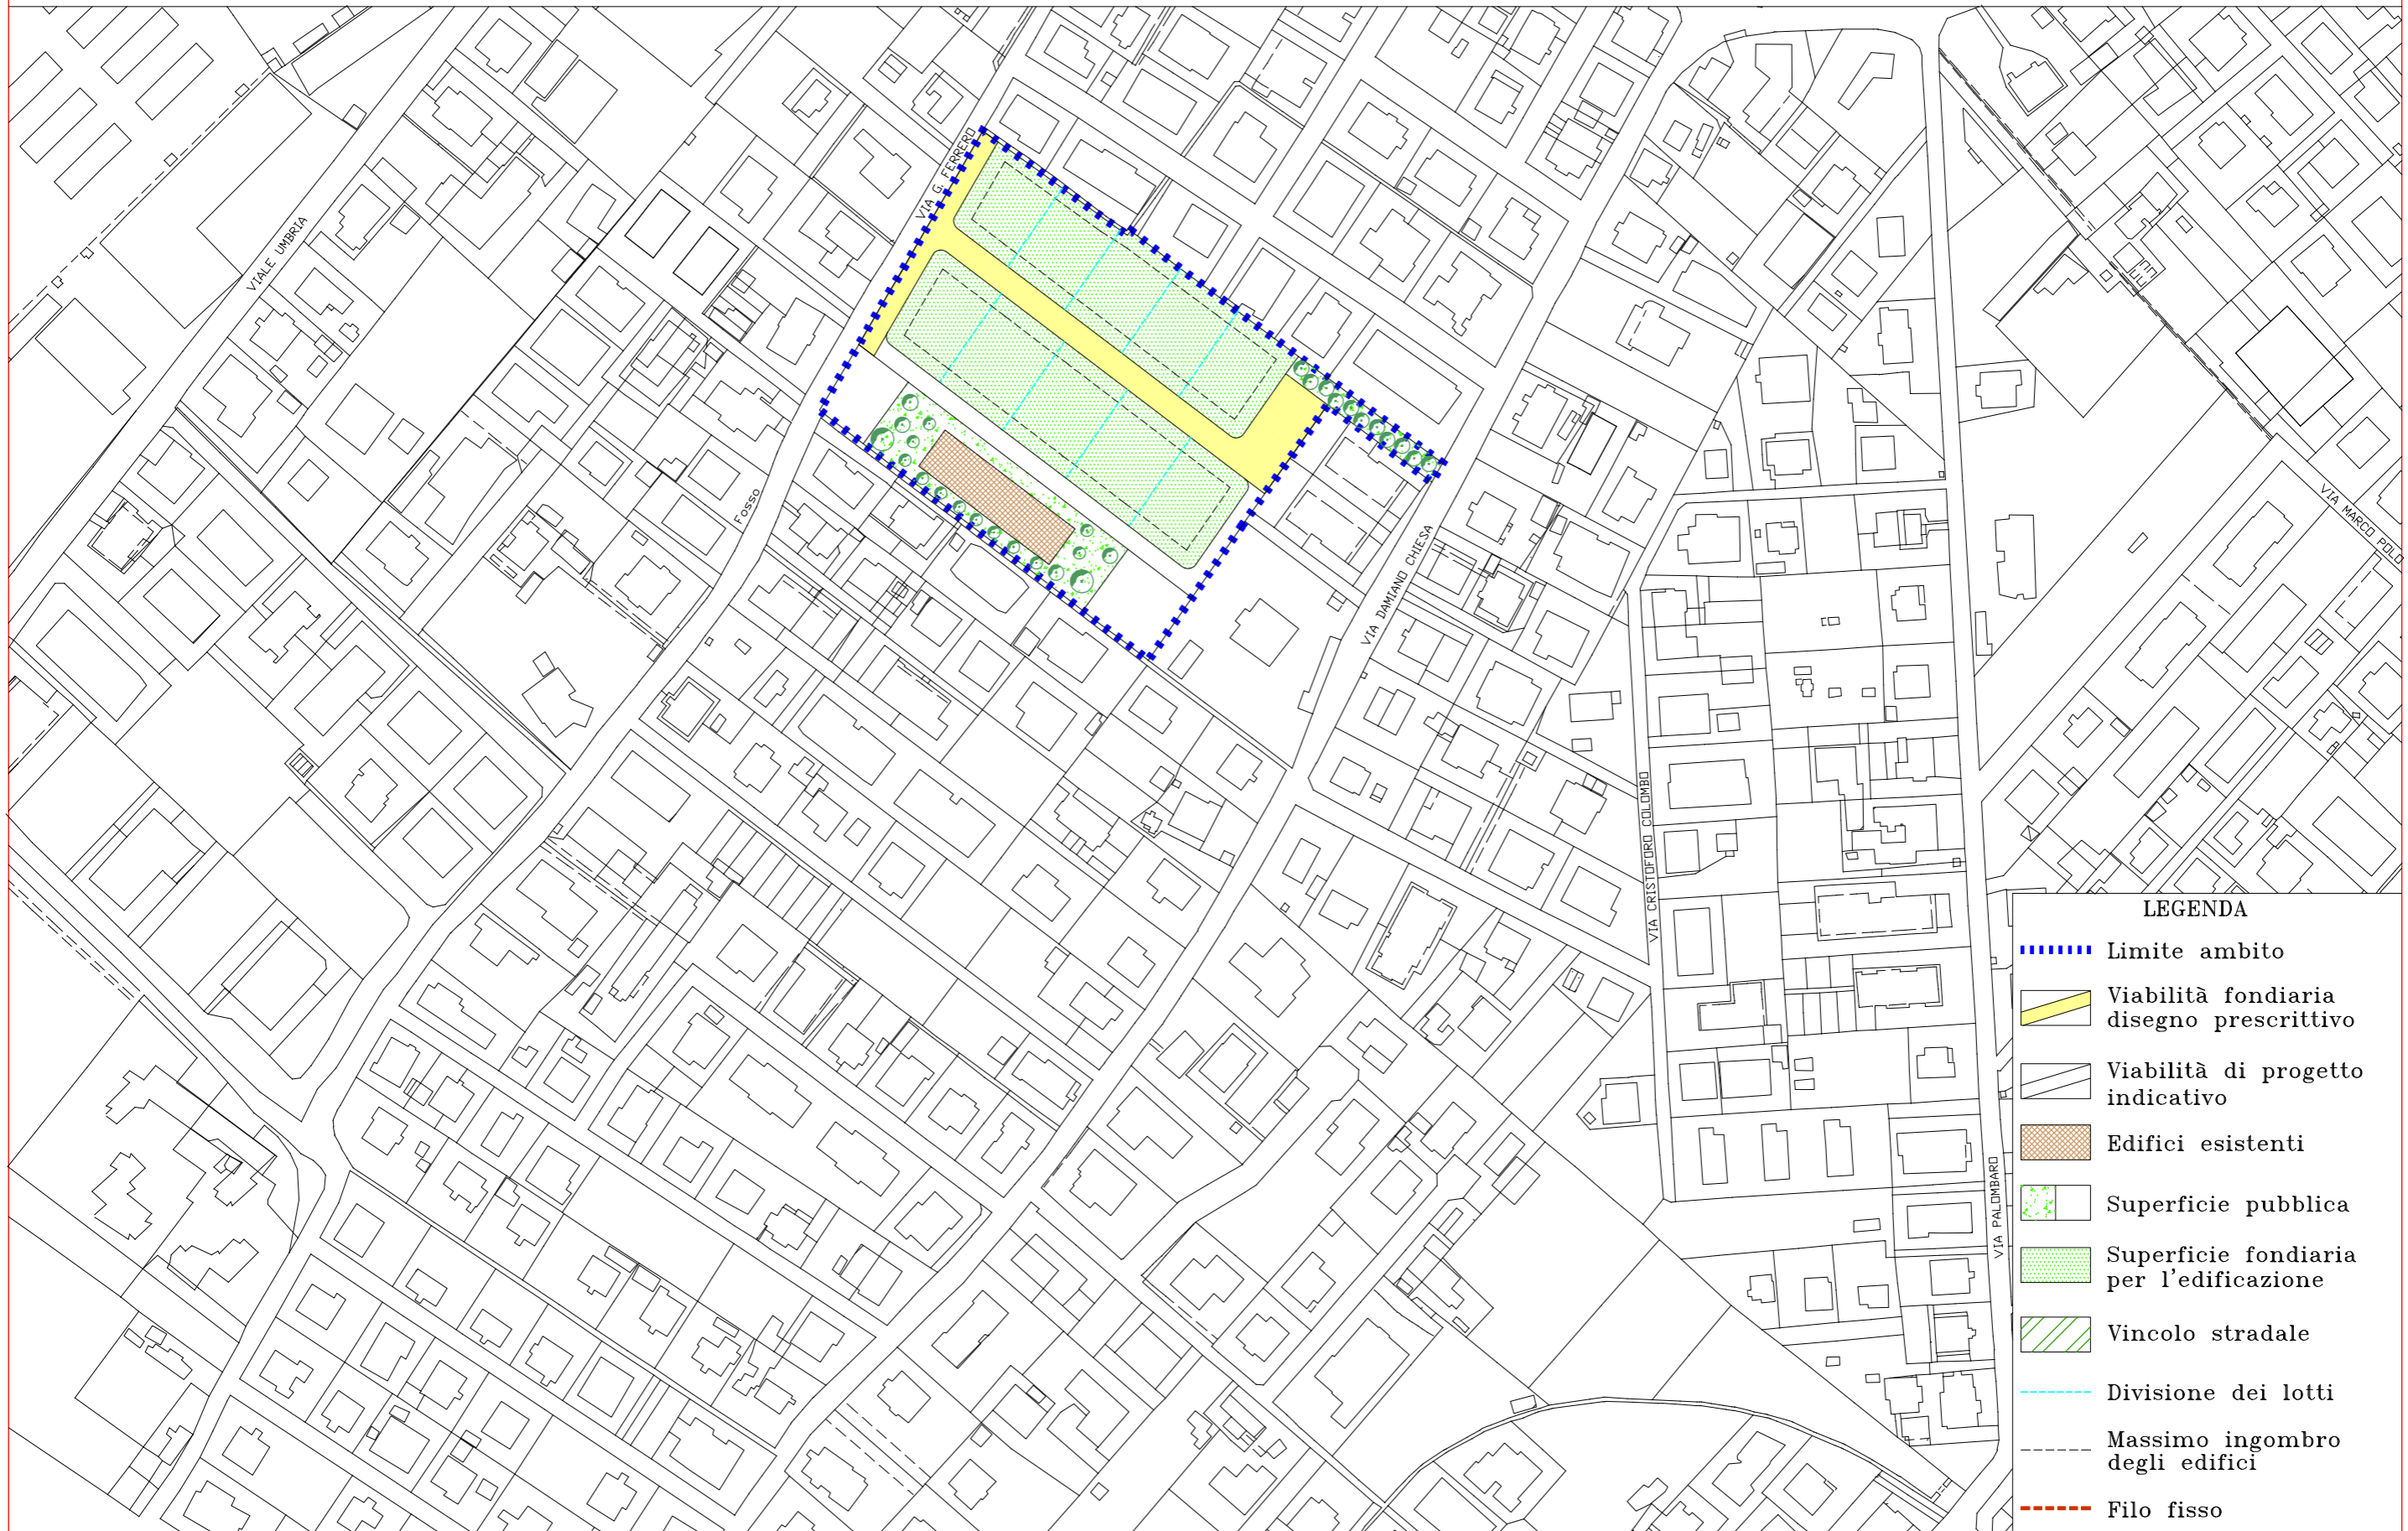 VIA G. FERRERO
VIALE UMBRIA
Fosso
VIA DAMIANO CHIESA
VIA MARCO POLO
VIA CRISTOFORO COLOMBO
VIA PALOMBARO
LEGENDA
Limite ambito
Viabilità fondiaria
disegno prescrittivo
Viabilità di progetto
indicativo
Edifici esistenti
Superficie pubblica
Superficie fondiaria
per l'edificazione
Vincolo stradale
Divisione dei lotti
Massimo ingombro
degli edifici
Filo fisso